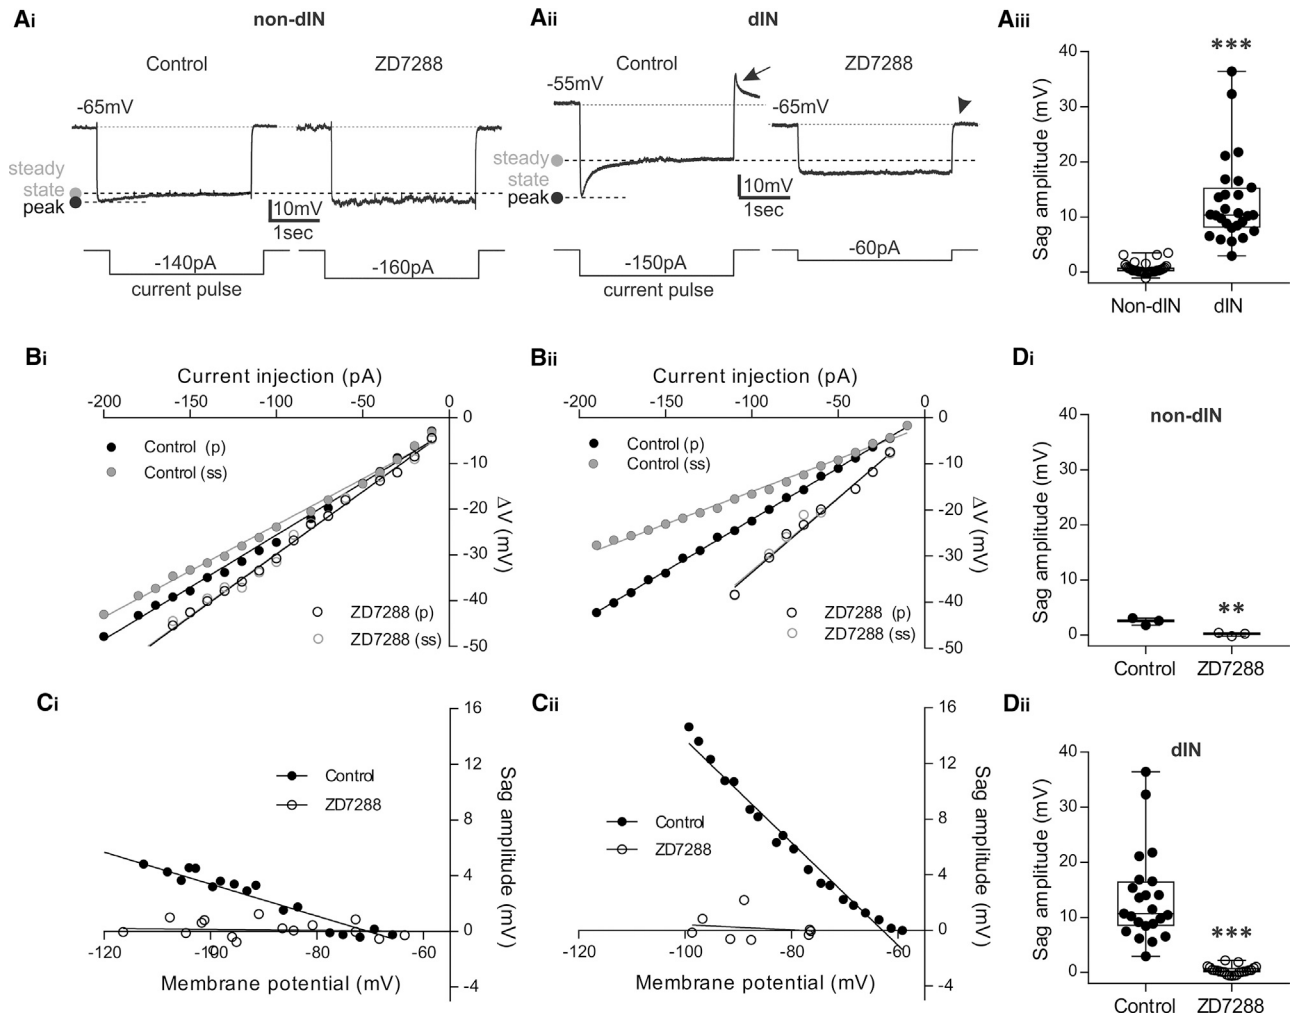 Ai
non-dIN
Control
ZD7288
-65mV
steady
state
peak
10mV
1sec
-140pA
-160pA
current pulse
Aii
dIN
Control
ZD7288
-55mV
-65mV
steady
state
peak
10mV
1sec
-150pA
-60pA
current pulse
Aiii
***
Sag amplitude (mV)
40
30
20
10
0
Non-dIN
dIN
Bi
Current injection (pA)
-200
-150
-100
-50
0
Control (p)
Control (ss)
-10
-20
-30
-40
-50
ΔV (mV)
ZD7288 (p)
ZD7288 (ss)
Bii
Current injection (pA)
-200
-150
-100
-50
0
Control (p)
Control (ss)
-10
-20
-30
-40
-50
ΔV (mV)
ZD7288 (p)
ZD7288 (ss)
Di
non-dIN
Sag amplitude (mV)
40
30
20
10
0
**
Control
ZD7288
Ci
16
12
8
4
0
-4
Sag amplitude (mV)
Control
ZD7288
-120
-100
-80
-60
Membrane potential (mV)
Cii
16
12
8
4
0
-4
Sag amplitude (mV)
Control
ZD7288
-120
-100
-80
-60
Membrane potential (mV)
Dii
dIN
Sag amplitude (mV)
40
30
20
10
0
***
Control
ZD7288